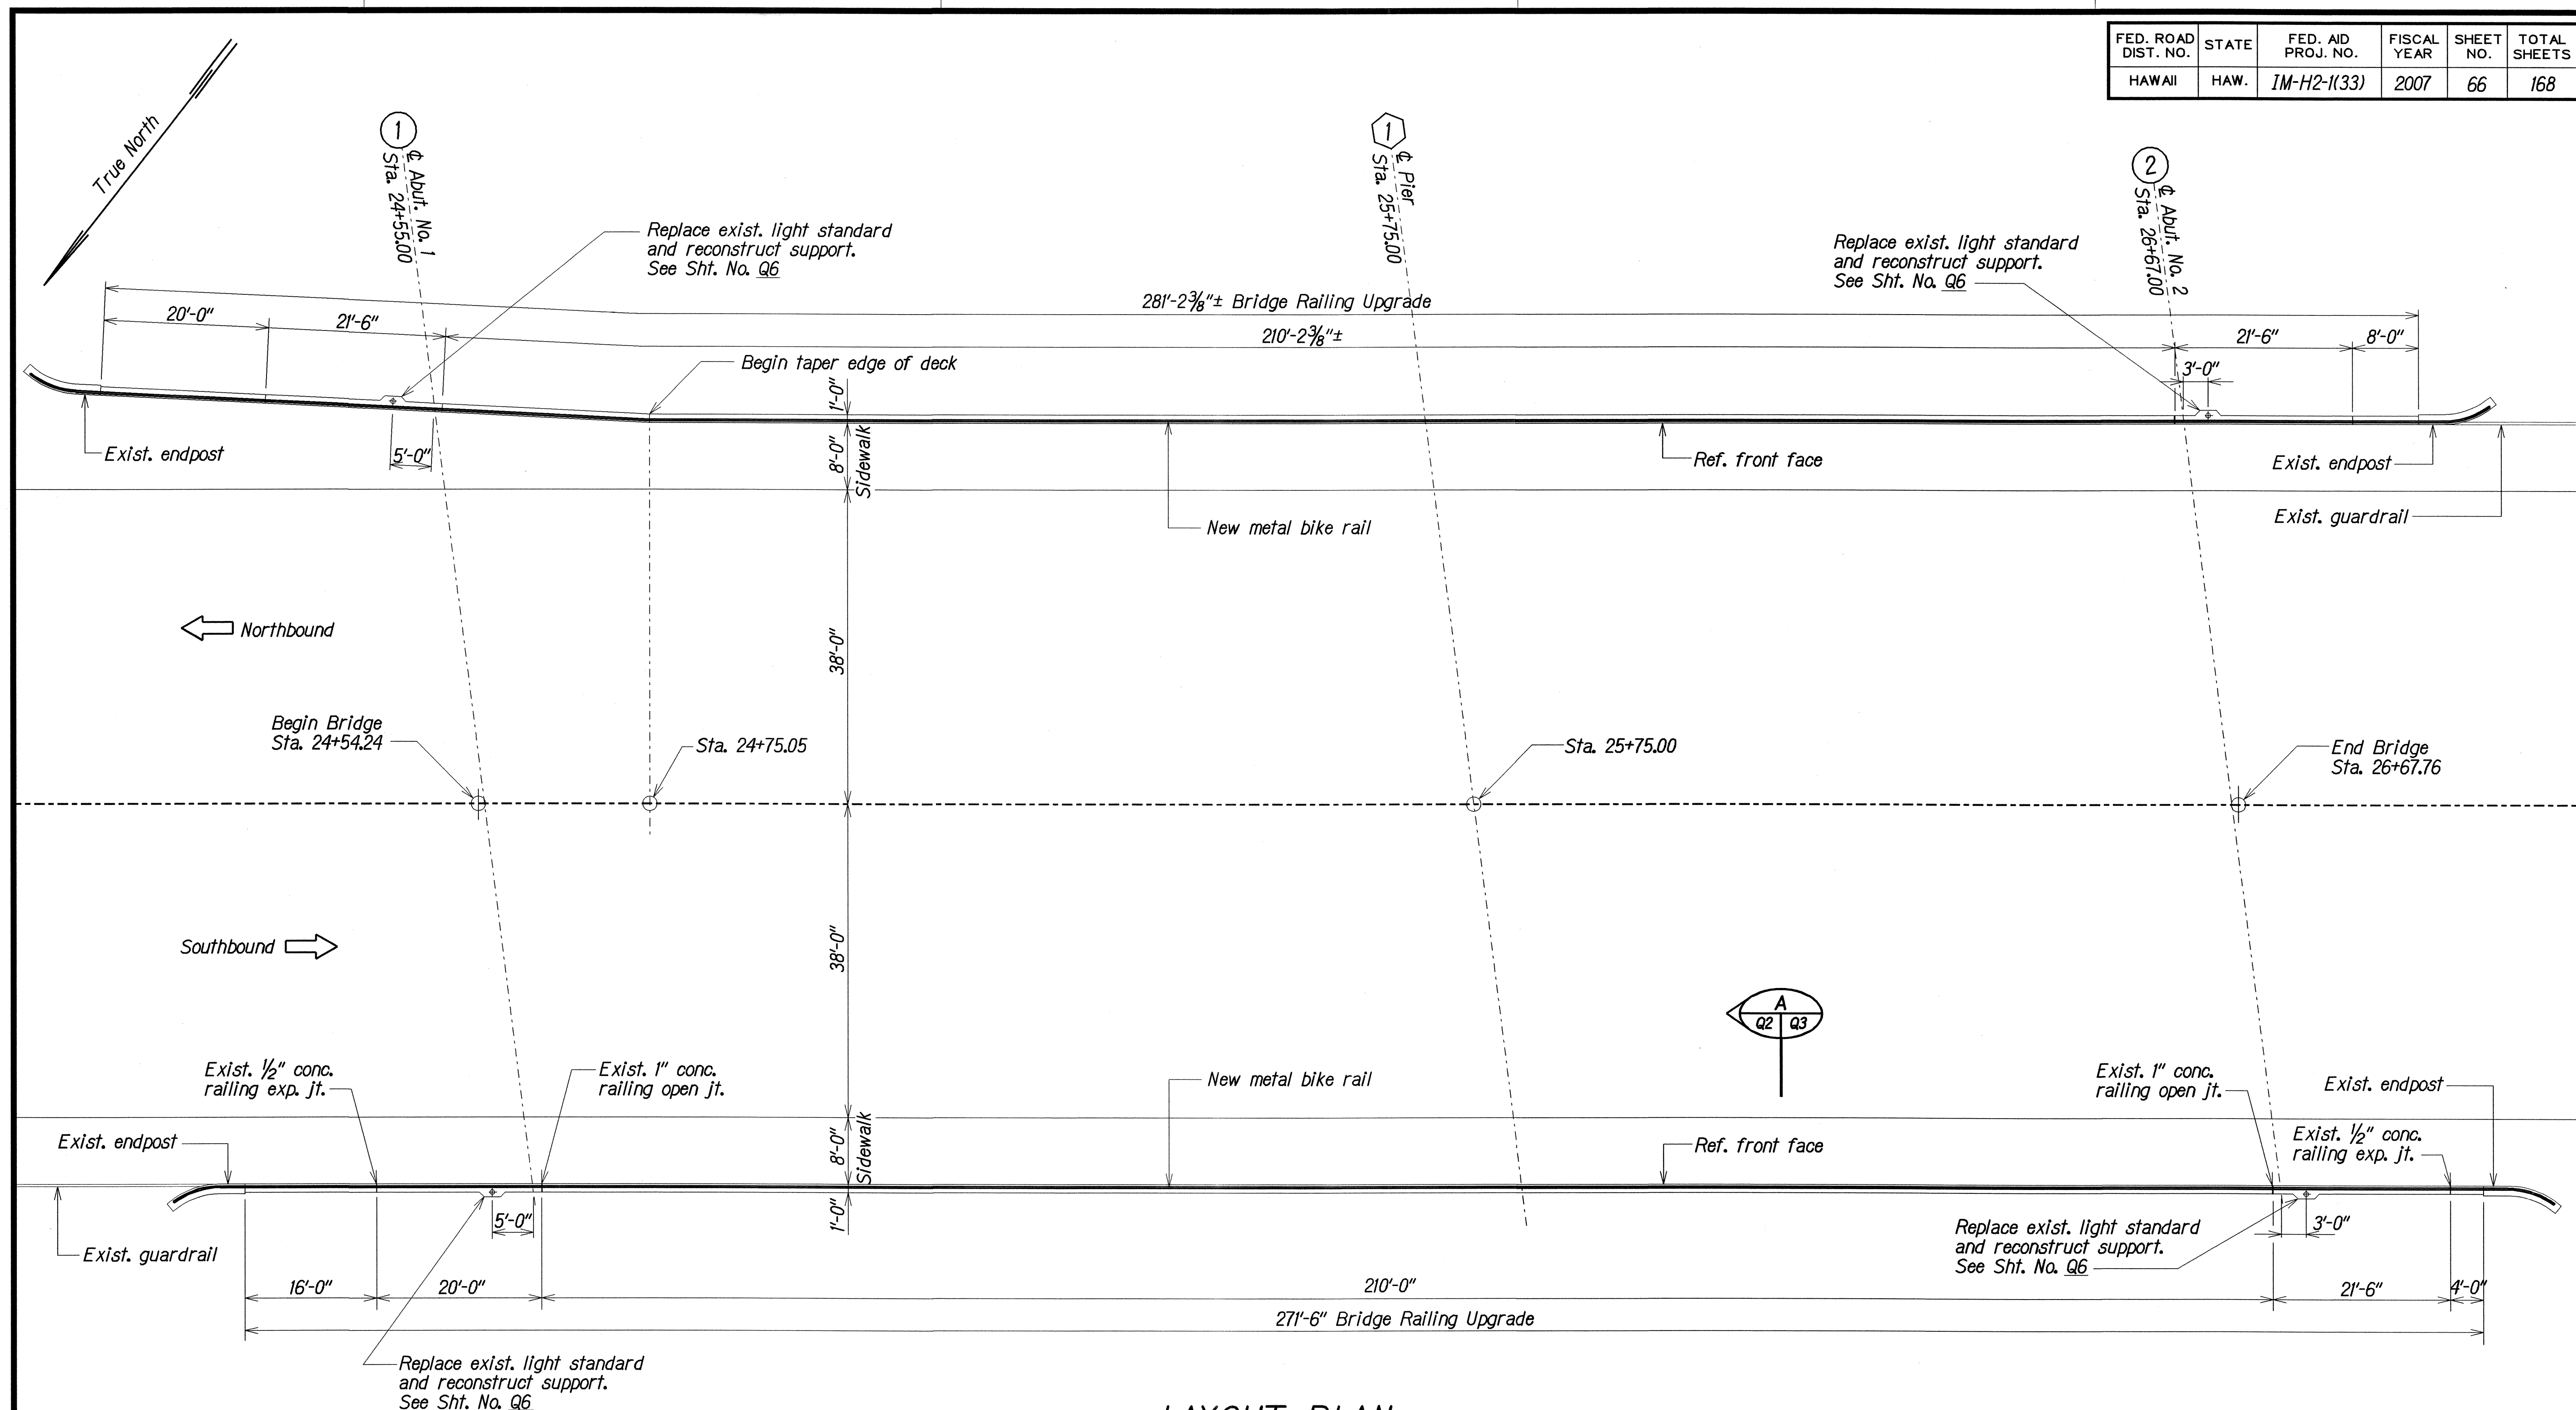 FED. ROAD DIST. NO. STATE FED. AID PROJ. NO. FISCAL YEAR SHEET NO. TOTAL SHEETS
HAWAII HAW. IM-H2-1(33) 2007 66 168
True North
1
℄ Abut. No. 1
Sta. 24+55.00
1
℄ Pier
Sta. 25+75.00
2
℄ Abut. No. 2
Sta. 26+67.00
Replace exist. light standard
and reconstruct support.
See Sht. No. Q6
Replace exist. light standard
and reconstruct support.
See Sht. No. Q6
281'-2⅜"± Bridge Railing Upgrade
20'-0"
21'-6"
210'-2⅜"±
21'-6"
8'-0"
3'-0"
Begin taper edge of deck
1'-0"
Exist. endpost
5'-0"
8'-0"
Sidewalk
Ref. front face
Exist. endpost
New metal bike rail
Exist. guardrail
Northbound
38'-0"
Begin Bridge
Sta. 24+54.24
Sta. 24+75.05
Sta. 25+75.00
End Bridge
Sta. 26+67.76
Southbound
38'-0"
A
Q2 Q3
Exist. ½" conc.
railing exp. jt.
Exist. 1" conc.
railing open jt.
New metal bike rail
Exist. 1" conc.
railing open jt.
Exist. endpost
Exist. endpost
8'-0"
Sidewalk
Ref. front face
Exist. ½" conc.
railing exp. jt.
5'-0"
1'-0"
Replace exist. light standard
and reconstruct support.
See Sht. No. Q6
3'-0"
Exist. guardrail
16'-0"
20'-0"
210'-0"
21'-6"
4'-0"
271'-6" Bridge Railing Upgrade
Replace exist. light standard
and reconstruct support.
See Sht. No. Q6
LAYOUT PLAN